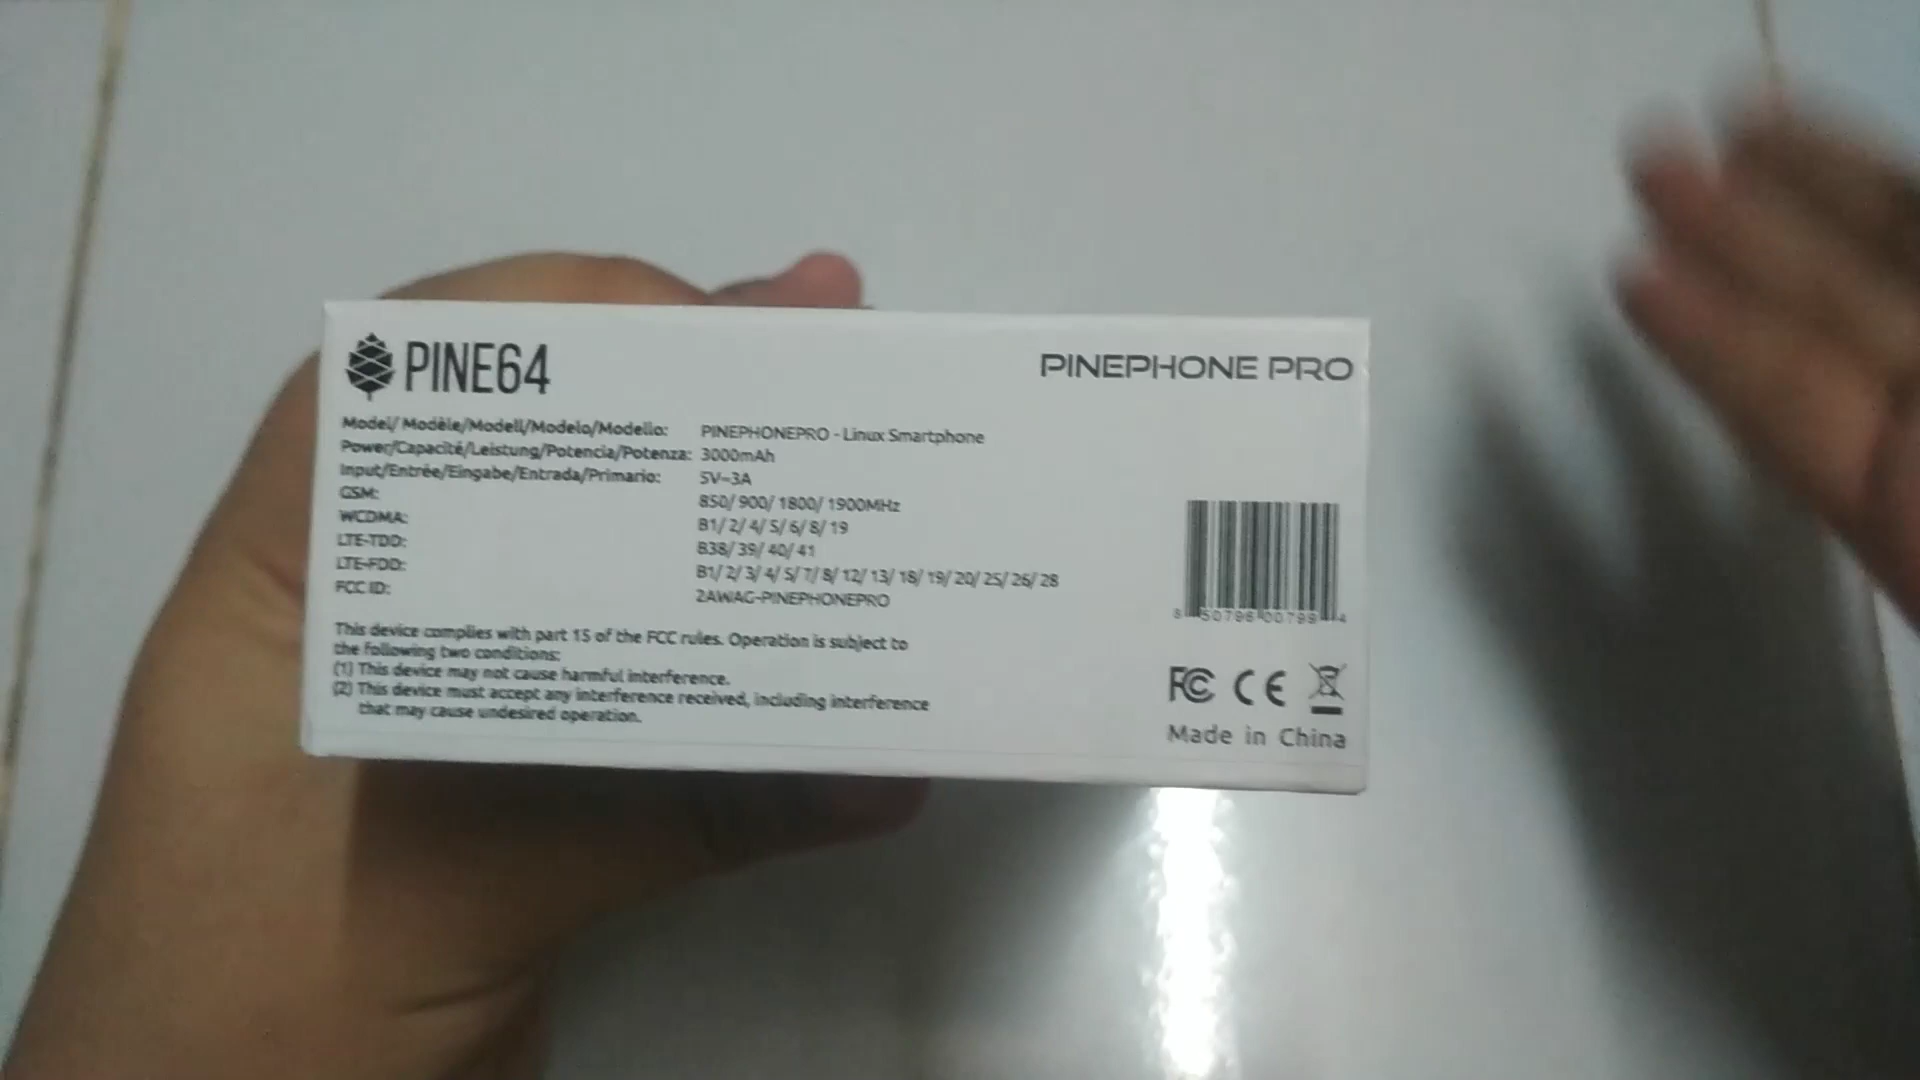 PINE64
PINEPHONE PRO
Model/ Modèle/Modell/Modelo/Modello: PINEPHONEPRO - Linux Smartphone
Power/Capacité/Leistung/Potencia/Potenza: 3000mAh
Input/Entrée/Eingabe/Entrada/Primario: 5V⎓3A
GSM: 850/ 900/ 1800/ 1900MHz
WCDMA: B1/ 2/ 4/ 5/ 6/ 8/ 19
LTE-TDD: B38/ 39/ 40/ 41
LTE-FDD: B1/ 2/ 3/ 4/ 5/ 7/ 8/ 12/ 13/ 18/ 19/ 20/ 25/ 26/ 28
FCC ID: 2AWAG-PINEPHONEPRO
This device complies with part 15 of the FCC rules. Operation is subject to
the following two conditions:
(1) This device may not cause harmful interference.
(2) This device must accept any interference received, including interference
that may cause undesired operation.
8 50796 00799 4
FC CE
Made in China